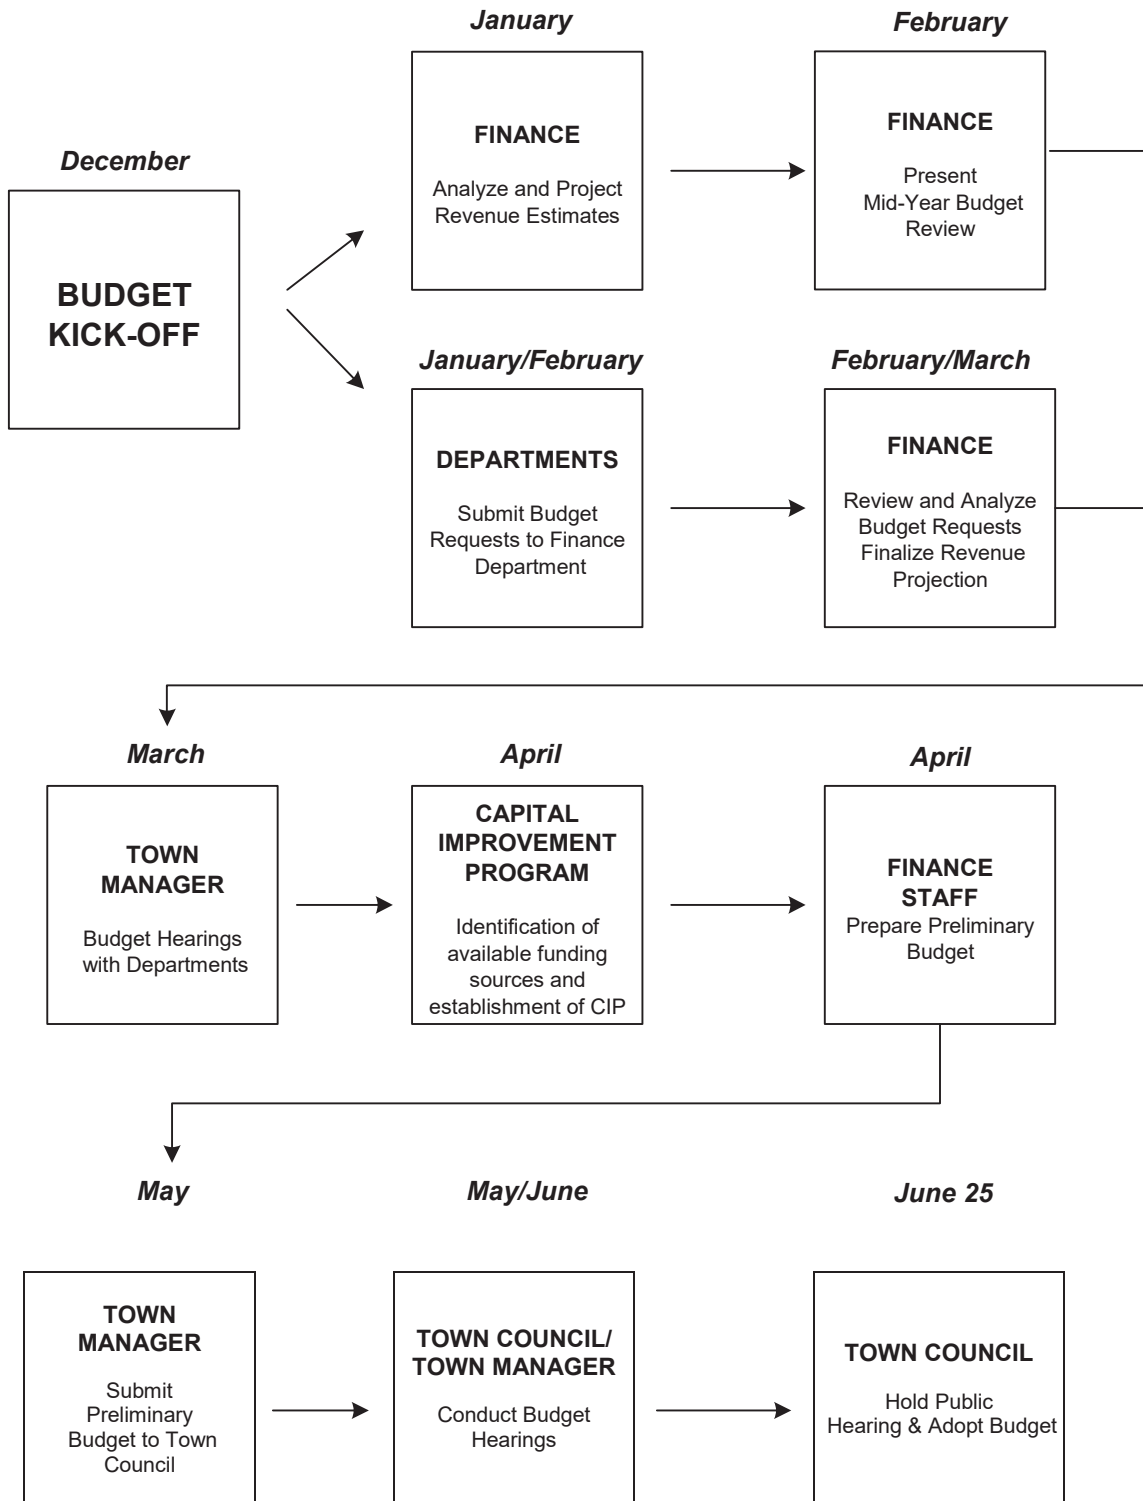 December
BUDGET
KICK-OFF
January
FINANCE
Analyze and Project
Revenue Estimates
February
FINANCE
Present
Mid-Year Budget
Review
January/February
DEPARTMENTS
Submit Budget
Requests to Finance
Department
February/March
FINANCE
Review and Analyze
Budget Requests
Finalize Revenue
Projection
March
TOWN
MANAGER
Budget Hearings
with Departments
April
CAPITAL
IMPROVEMENT
PROGRAM
Identification of
available funding
sources and
establishment of CIP
April
FINANCE
STAFF
Prepare Preliminary
Budget
May
TOWN
MANAGER
Submit
Preliminary
Budget to Town
Council
May/June
TOWN COUNCIL/
TOWN MANAGER
Conduct Budget
Hearings
June 25
TOWN COUNCIL
Hold Public
Hearing & Adopt Budget